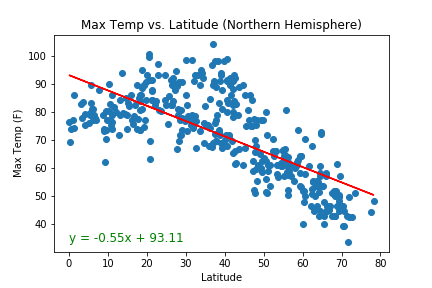 Max Temp vs. Latitude (Northern Hemisphere)
100
90
80
70
60
50
40
Max Temp (F)
y = -0.55x + 93.11
0 10 20 30 40 50 60 70 80
Latitude